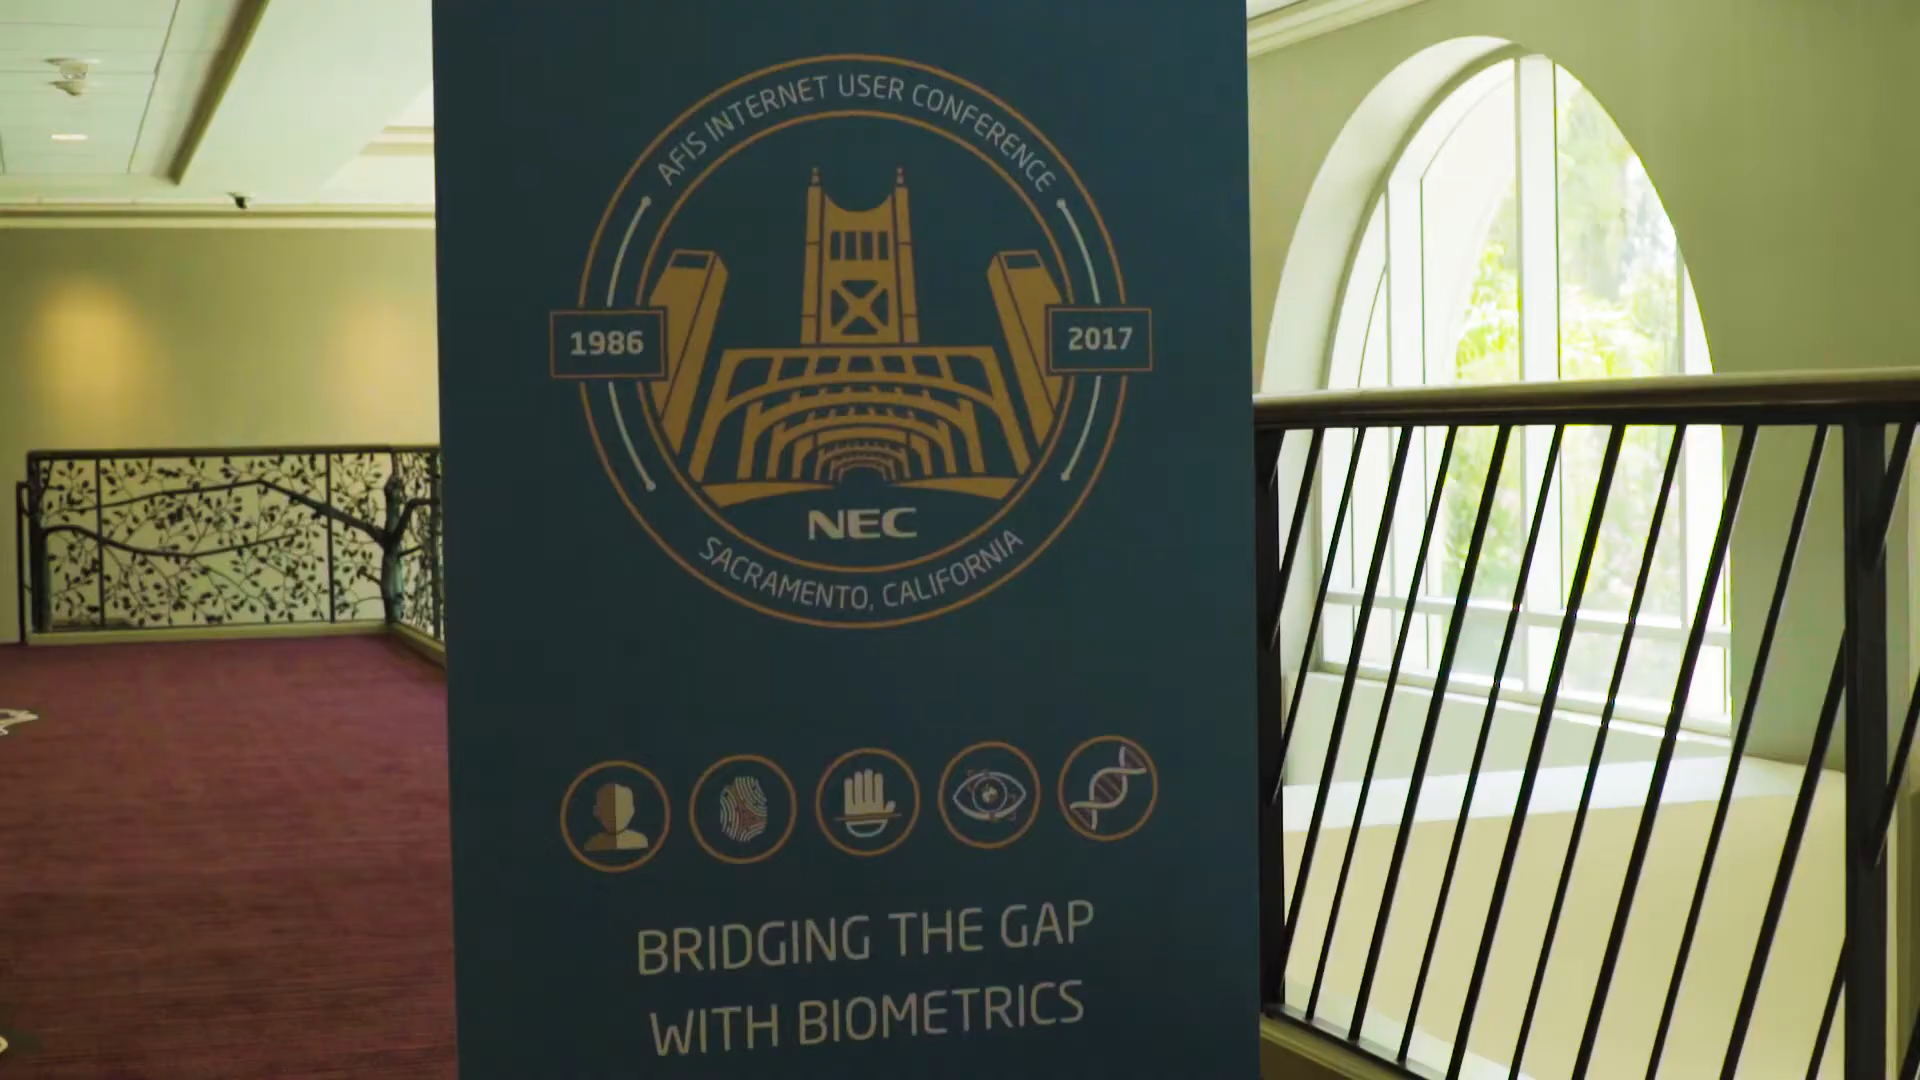 AFIS INTERNET USER CONFERENCE
1986
2017
NEC
SACRAMENTO, CALIFORNIA
BRIDGING THE GAP
WITH BIOMETRICS